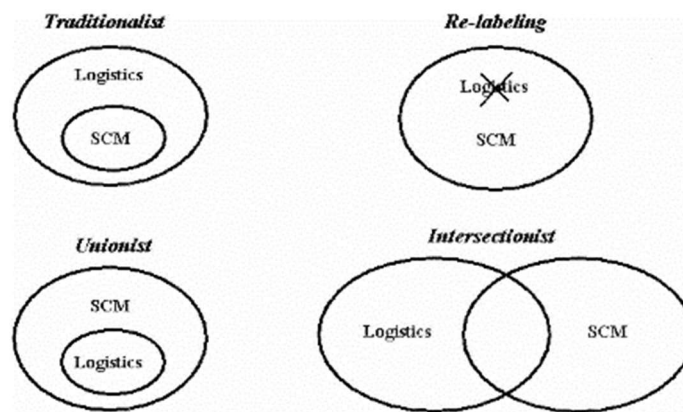 Traditionalist
Logistics
SCM
Re-labeling
Logistics
SCM
Unionist
SCM
Logistics
Intersectionist
Logistics
SCM